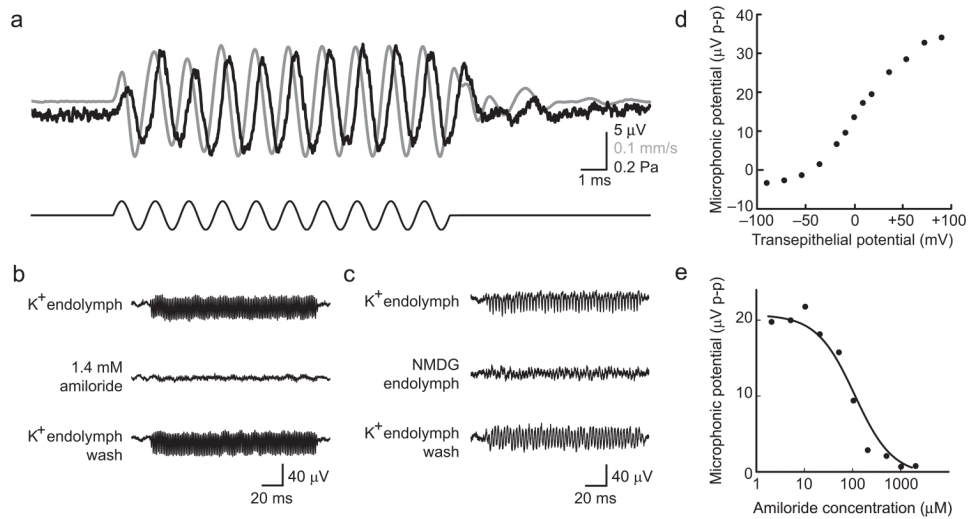 a
5 μV
0.1 mm/s
0.2 Pa
1 ms
b
K+ endolymph
1.4 mM
amiloride
K+ endolymph
wash
40 μV
20 ms
c
K+ endolymph
NMDG
endolymph
K+ endolymph
wash
40 μV
20 ms
d
Microphonic potential (μV p-p)
40
30
20
10
0
–10
–100
–50
0
+50
+100
Transepithelial potential (mV)
e
Microphonic potential (μV p-p)
20
10
0
1
10
100
1000
Amiloride concentration (μM)